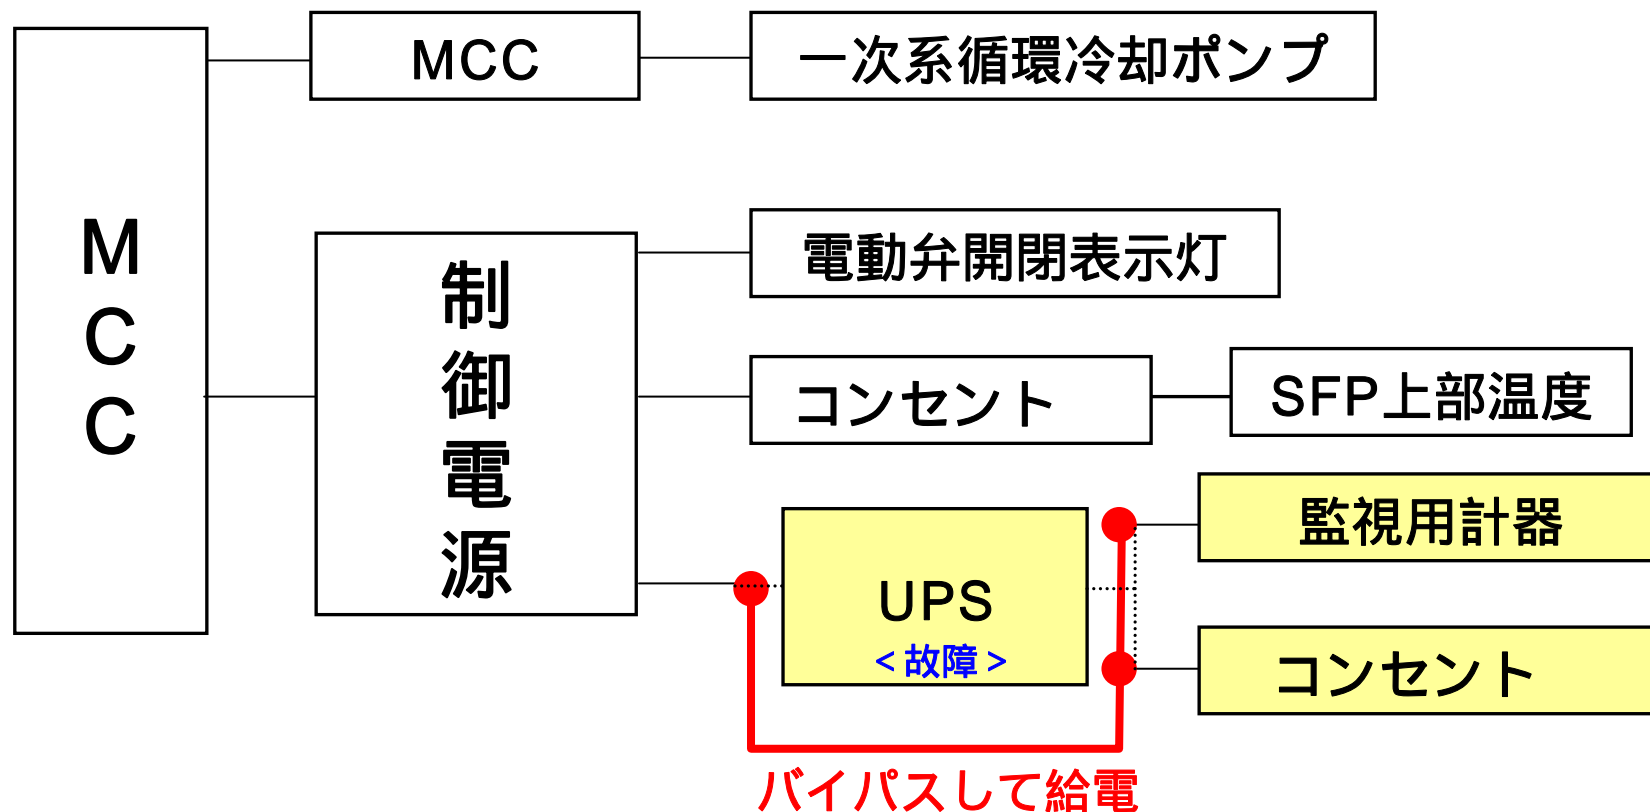 MCC
MCC
一次系循環冷却ポンプ
制御電源
電動弁開閉表示灯
コンセント
SFP上部温度
UPS
<故障>
監視用計器
コンセント
バイパスして給電